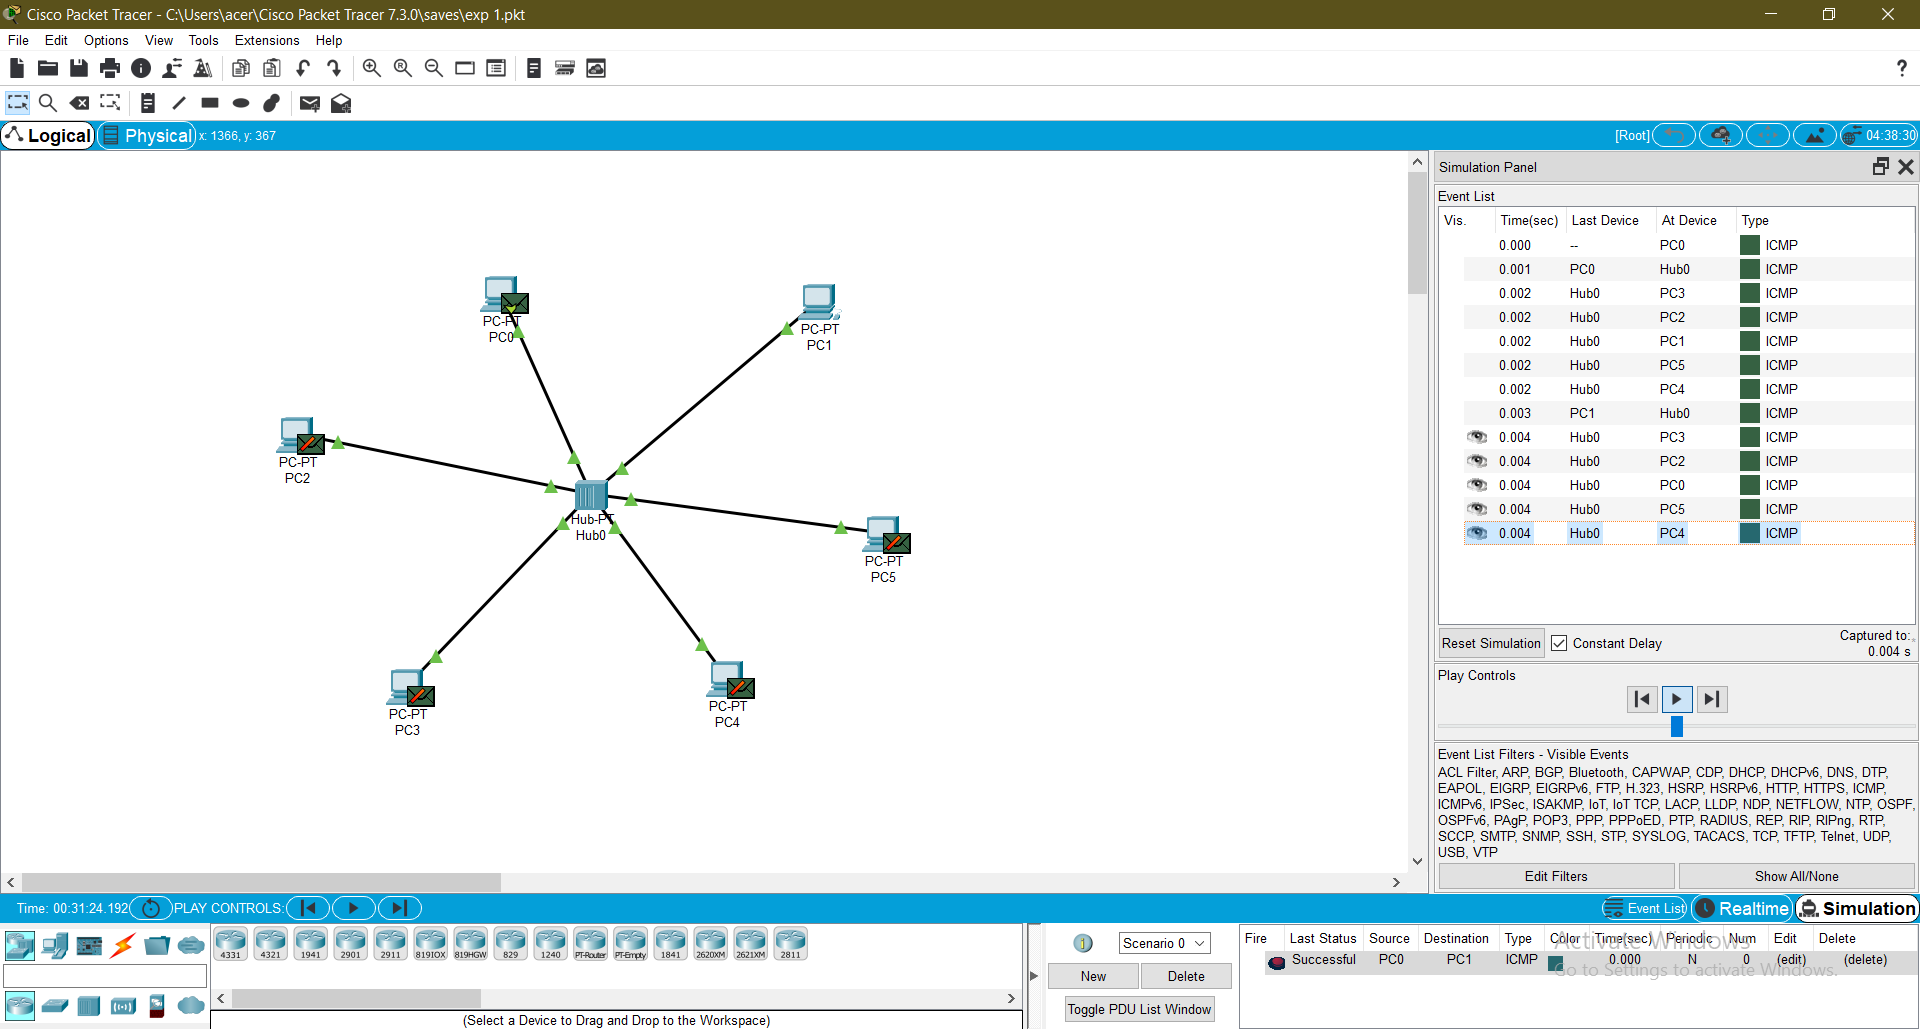 Cisco Packet Tracer - C:\Users\acer\Cisco Packet Tracer 7.3.0\saves\exp 1.pkt
File Edit Options View Tools Extensions Help
?
Logical Physical x: 1366, y: 367 [Root] 04:38:30
Simulation Panel
Event List
Vis. Time(sec) Last Device At Device Type
0.000 -- PC0 ICMP
0.001 PC0 Hub0 ICMP
0.002 Hub0 PC3 ICMP
0.002 Hub0 PC2 ICMP
0.002 Hub0 PC1 ICMP
0.002 Hub0 PC5 ICMP
0.002 Hub0 PC4 ICMP
0.003 PC1 Hub0 ICMP
0.004 Hub0 PC3 ICMP
0.004 Hub0 PC2 ICMP
0.004 Hub0 PC0 ICMP
0.004 Hub0 PC5 ICMP
0.004 Hub0 PC4 ICMP
PC-PT
PC0
PC-PT
PC1
PC-PT
PC2
Hub-PT
Hub0
PC-PT
PC5
PC-PT
PC3
PC-PT
PC4
Reset Simulation Constant Delay Captured to:
0.004 s
Play Controls
Event List Filters - Visible Events
ACL Filter, ARP, BGP, Bluetooth, CAPWAP, CDP, DHCP, DHCPv6, DNS, DTP,
EAPOL, EIGRP, EIGRPv6, FTP, H.323, HSRP, HSRPv6, HTTP, HTTPS, ICMP,
ICMPv6, IPSec, ISAKMP, IoT, IoT TCP, LACP, LLDP, NDP, NETFLOW, NTP, OSPF,
OSPFv6, PAgP, POP3, PPP, PPPoED, PTP, RADIUS, REP, RIP, RIPng, RTP,
SCCP, SMTP, SNMP, SSH, STP, SYSLOG, TACACS, TCP, TFTP, Telnet, UDP,
USB, VTP
Edit Filters Show All/None
Time: 00:31:24.192 PLAY CONTROLS: Event List Realtime Simulation
4331 4321 1941 2901 2911 819IOX 819HGW 829 1240 PT-Router PT-Empty 1841 2620XM 2621XM 2811
(Select a Device to Drag and Drop to the Workspace)
1 Scenario 0
New Delete
Toggle PDU List Window
Fire Last Status Source Destination Type Color Time(sec) Periodic Num Edit Delete
Successful PC0 PC1 ICMP 0.000 N 0 (edit) (delete)
Activate Windows
Go to Settings to activate Windows.